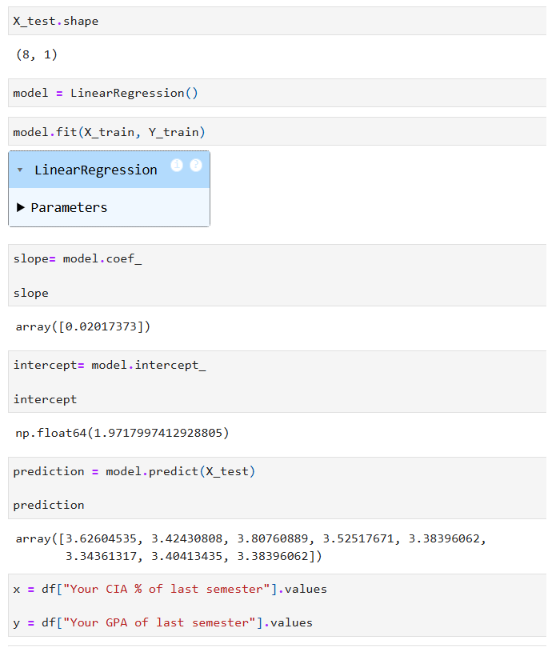 X_test.shape
(8, 1)
model = LinearRegression()
model.fit(X_train, Y_train)
▾ LinearRegression i ?
▶ Parameters
slope= model.coef_
slope
array([0.02017373])
intercept= model.intercept_
intercept
np.float64(1.9717997412928805)
prediction = model.predict(X_test)
prediction
array([3.62604535, 3.42430808, 3.80760889, 3.52517671, 3.38396062,
3.34361317, 3.40413435, 3.38396062])
x = df["Your CIA % of last semester"].values
y = df["Your GPA of last semester"].values